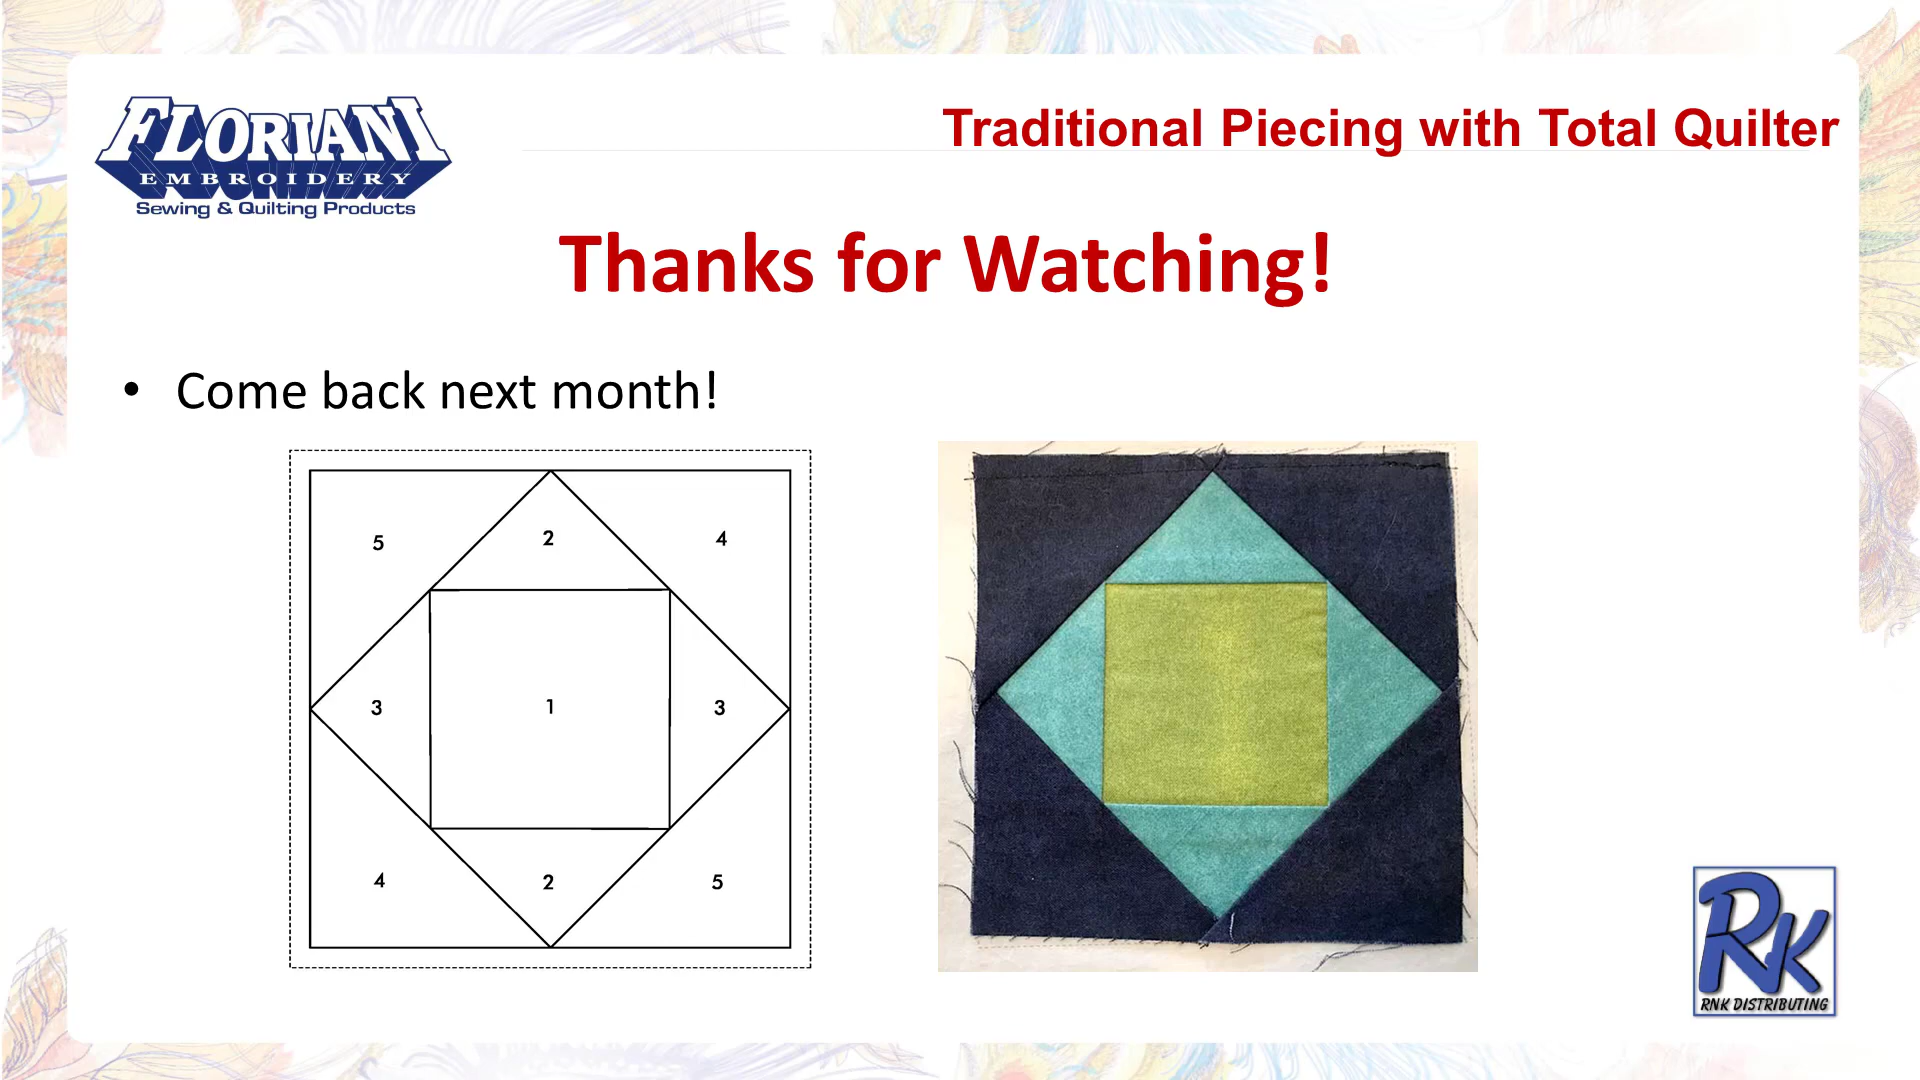 FLORIANI
EMBROIDERY
Sewing & Quilting Products
Traditional Piecing with Total Quilter
Thanks for Watching!
• Come back next month!
5 2 4
3 1 3
4 2 5
RK
RNK DISTRIBUTING